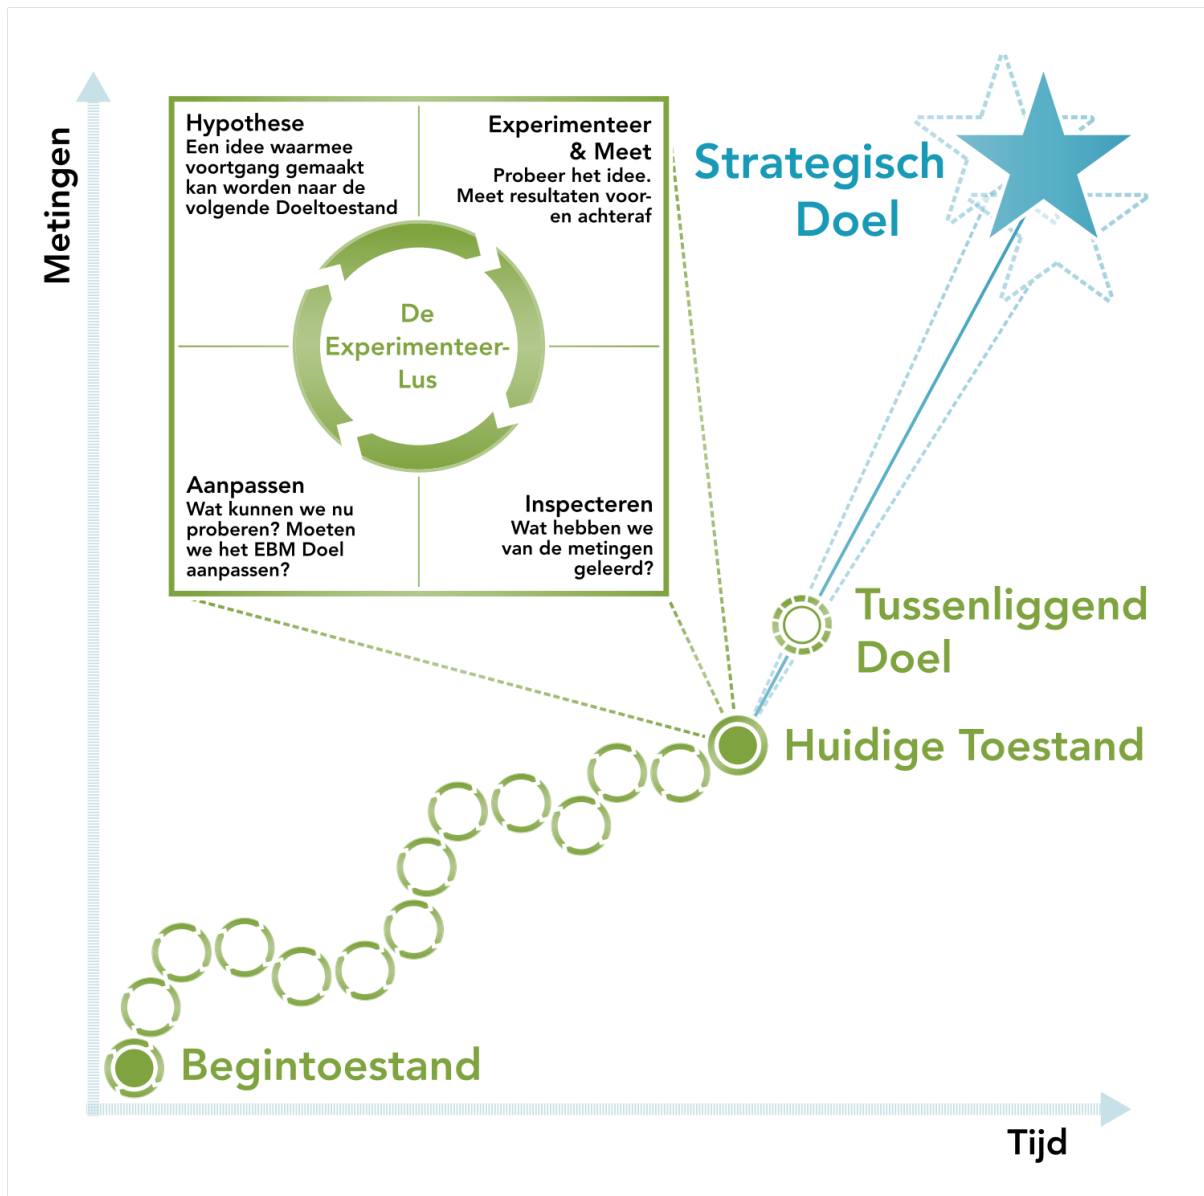 Metingen
Hypothese
Een idee waarmee
voortgang gemaakt
kan worden naar de
volgende Doeltoestand
Experimenteer
& Meet
Probeer het idee.
Meet resultaten voor-
en achteraf
De
Experimenteer-
Lus
Aanpassen
Wat kunnen we nu
proberen? Moeten
we het EBM Doel
aanpassen?
Inspecteren
Wat hebben we
van de metingen
geleerd?
Strategisch
Doel
Tussenliggend
Doel
Huidige Toestand
Begintoestand
Tijd